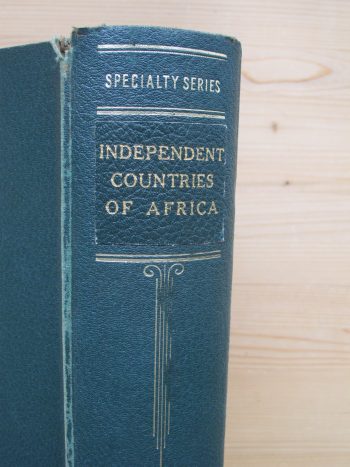 SPECIALTY SERIES
INDEPENDENT
COUNTRIES
OF AFRICA